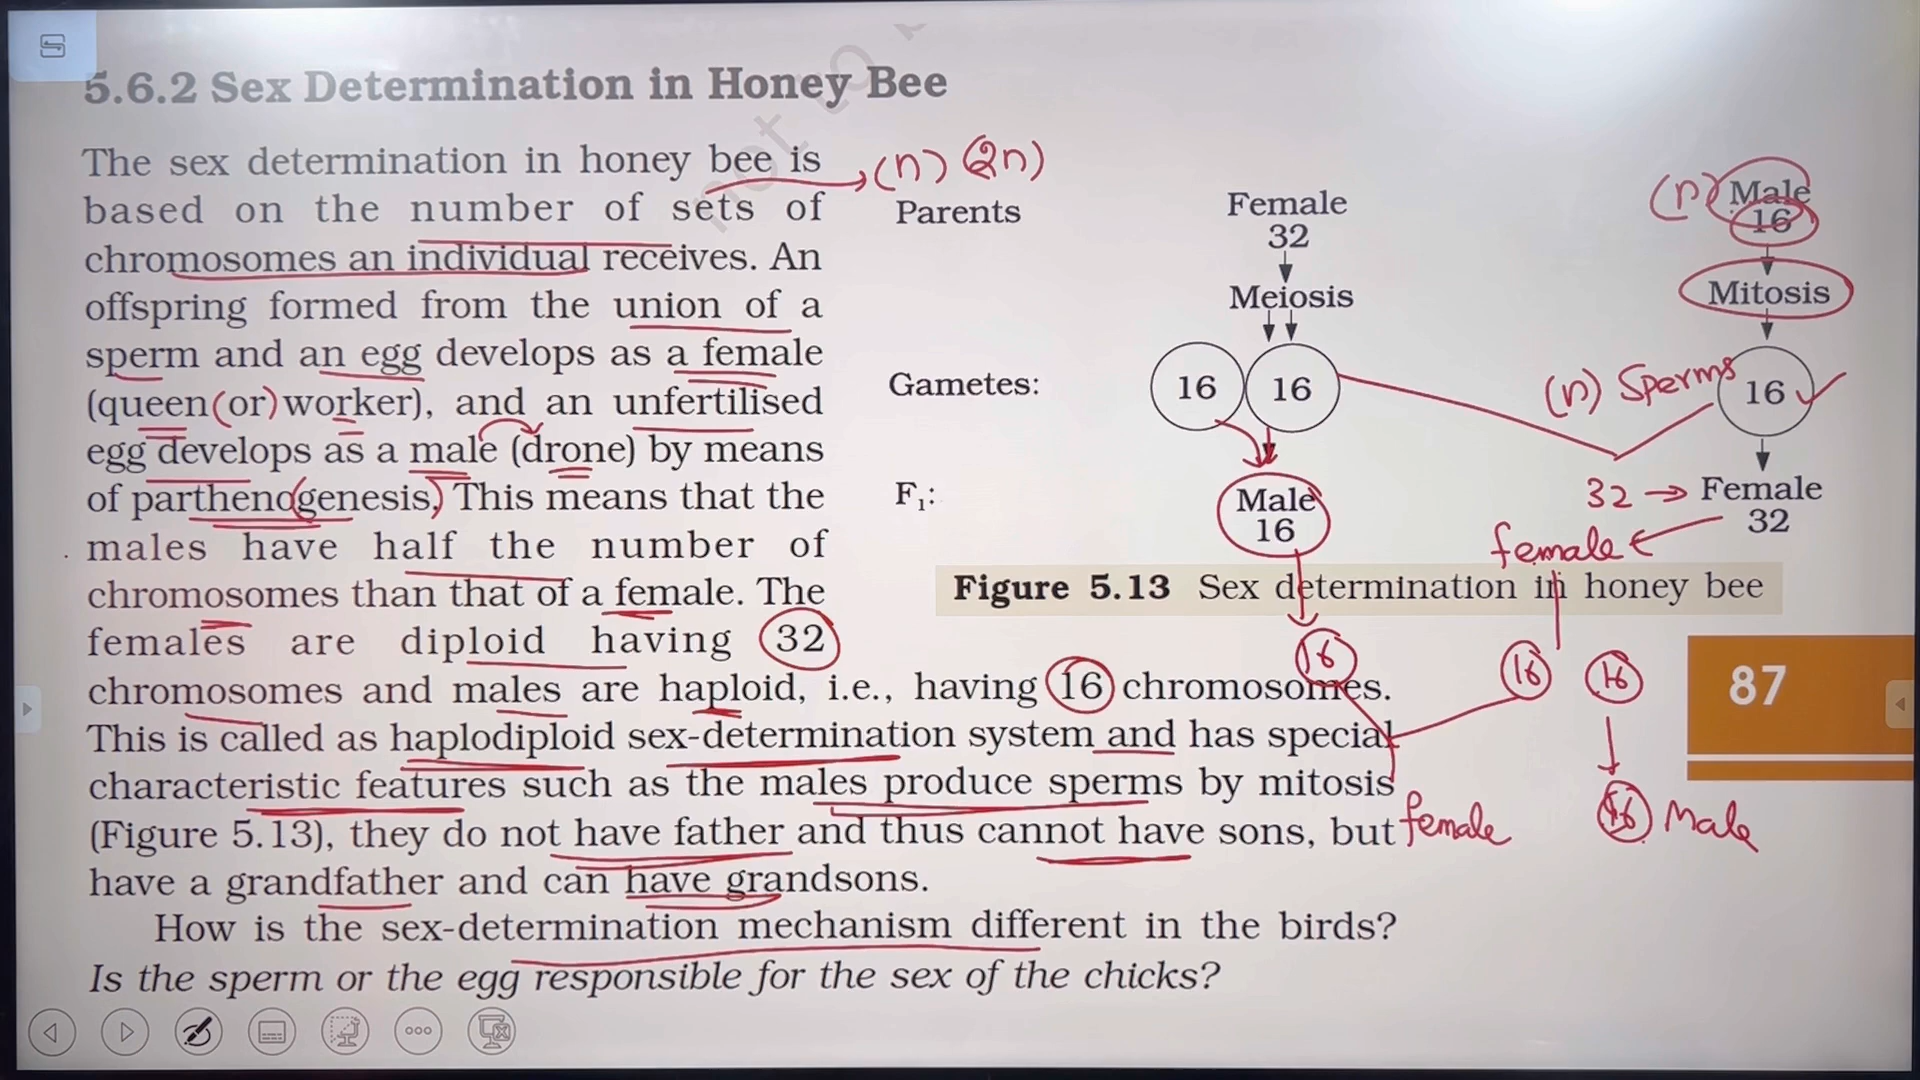 not to
5.6.2 Sex Determination in Honey Bee
The sex determination in honey bee is
based on the number of sets of
chromosomes an individual receives. An
offspring formed from the union of a
sperm and an egg develops as a female
(queen (or) worker), and an unfertilised
egg develops as a male (drone) by means
of parthenogenesis. This means that the
males have half the number of
chromosomes than that of a female. The
females are diploid having 32
chromosomes and males are haploid, i.e., having 16 chromosomes.
This is called as haplodiploid sex-determination system and has special
characteristic features such as the males produce sperms by mitosis
(Figure 5.13), they do not have father and thus cannot have sons, but
have a grandfather and can have grandsons.
How is the sex-determination mechanism different in the birds?
Is the sperm or the egg responsible for the sex of the chicks?
(n) (2n)
Parents
Female
32
Meiosis
(n) Male
16
Mitosis
Gametes:
16 16
(n) Sperms
16
F₁:
Male
16
32 → Female
32
female
Figure 5.13 Sex determination in honey bee
16
16 16
female
16 Male
87